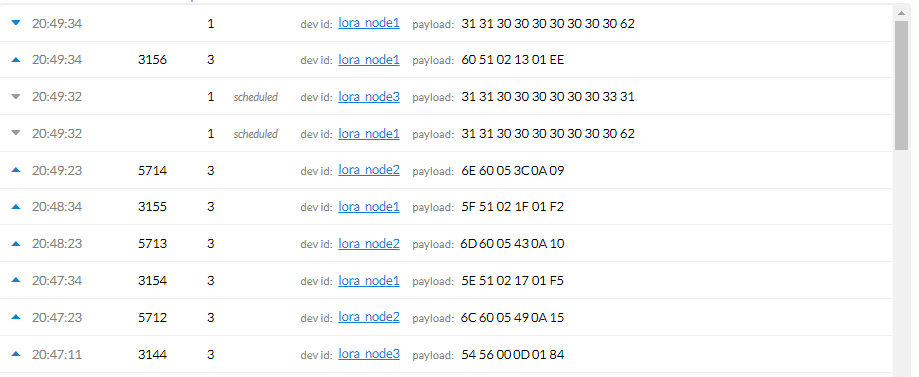 20:49:34 1 dev id: lora_node1 payload: 31 31 30 30 30 30 30 30 30 62
20:49:34 3156 3 dev id: lora_node1 payload: 60 51 02 13 01 EE
20:49:32 1 scheduled dev id: lora_node3 payload: 31 31 30 30 30 30 30 30 33 31
20:49:32 1 scheduled dev id: lora_node1 payload: 31 31 30 30 30 30 30 30 30 62
20:49:23 5714 3 dev id: lora_node2 payload: 6E 60 05 3C 0A 09
20:48:34 3155 3 dev id: lora_node1 payload: 5F 51 02 1F 01 F2
20:48:23 5713 3 dev id: lora_node2 payload: 6D 60 05 43 0A 10
20:47:34 3154 3 dev id: lora_node1 payload: 5E 51 02 17 01 F5
20:47:23 5712 3 dev id: lora_node2 payload: 6C 60 05 49 0A 15
20:47:11 3144 3 dev id: lora_node3 payload: 54 56 00 0D 01 84